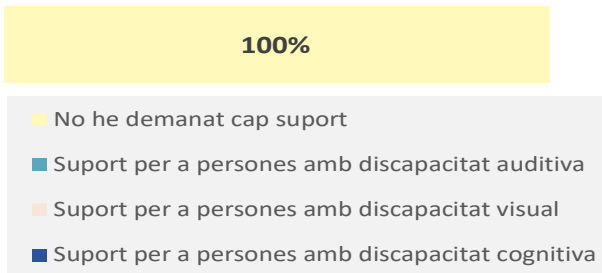 100%
No he demanat cap suport
Suport per a persones amb discapacitat auditiva
Suport per a persones amb discapacitat visual
Suport per a persones amb discapacitat cognitiva